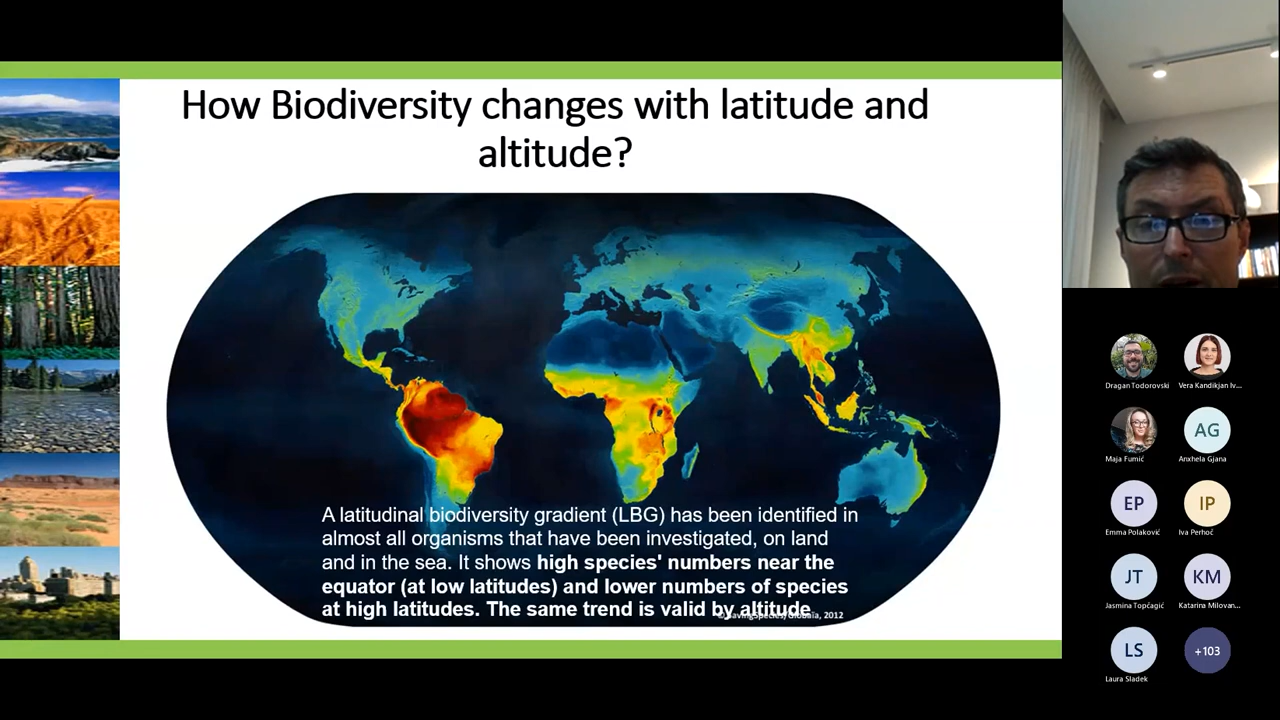 How Biodiversity changes with latitude and
altitude?
A latitudinal biodiversity gradient (LBG) has been identified in
almost all organisms that have been investigated, on land
and in the sea. It shows high species' numbers near the
equator (at low latitudes) and lower numbers of species
at high latitudes. The same trend is valid by altitude
© SavingSpecies/Globaïa, 2012
Dragan Todorovski
Vera Kandikjan Iv...
Maja Fumić
AG
Anxhela Gjana
EP
Emma Polaković
IP
Iva Perhoč
JT
Jasmina Topčagić
KM
Katarina Milovan...
LS
Laura Sladek
+103